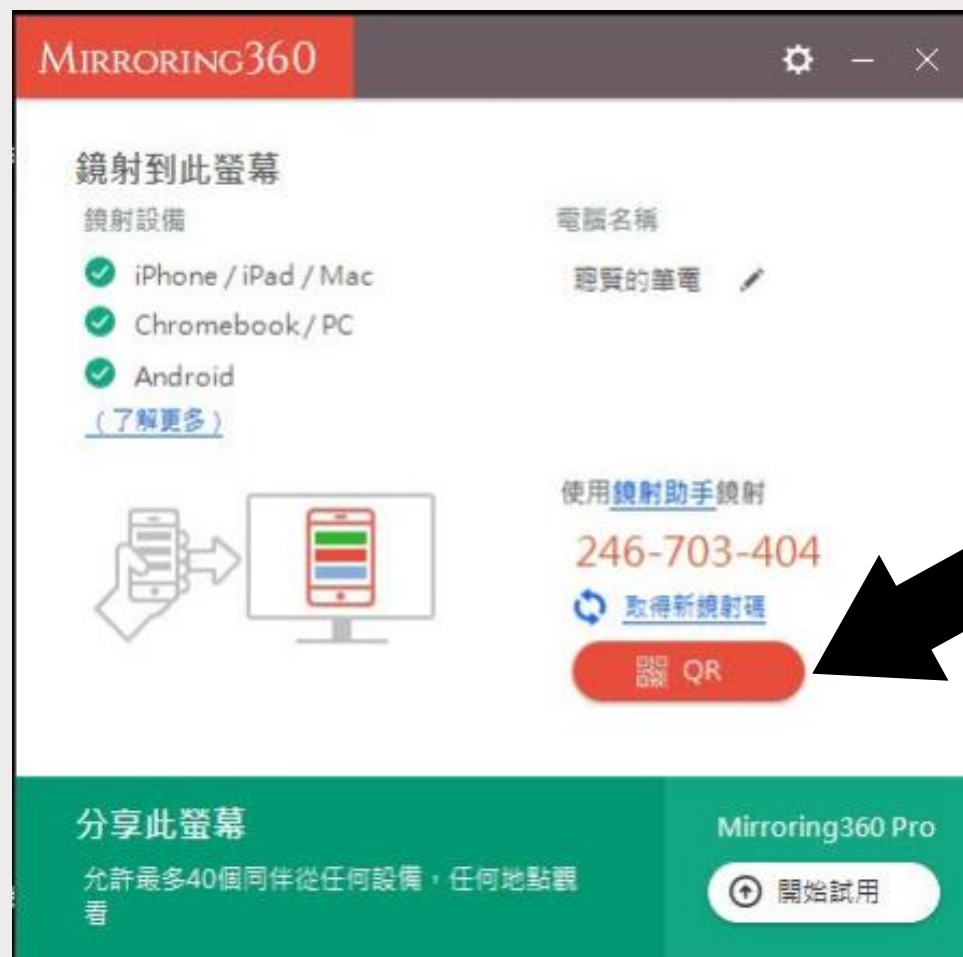 MIRRORING360
鏡射到此螢幕
鏡射設備
iPhone / iPad / Mac
Chromebook / PC
Android
(了解更多)
電腦名稱
聰賢的筆電
使用鏡射助手鏡射
246-703-404
取得新鏡射碼
QR
分享此螢幕
允許最多40個同伴從任何設備，任何地點觀
看
Mirroring360 Pro
開始試用